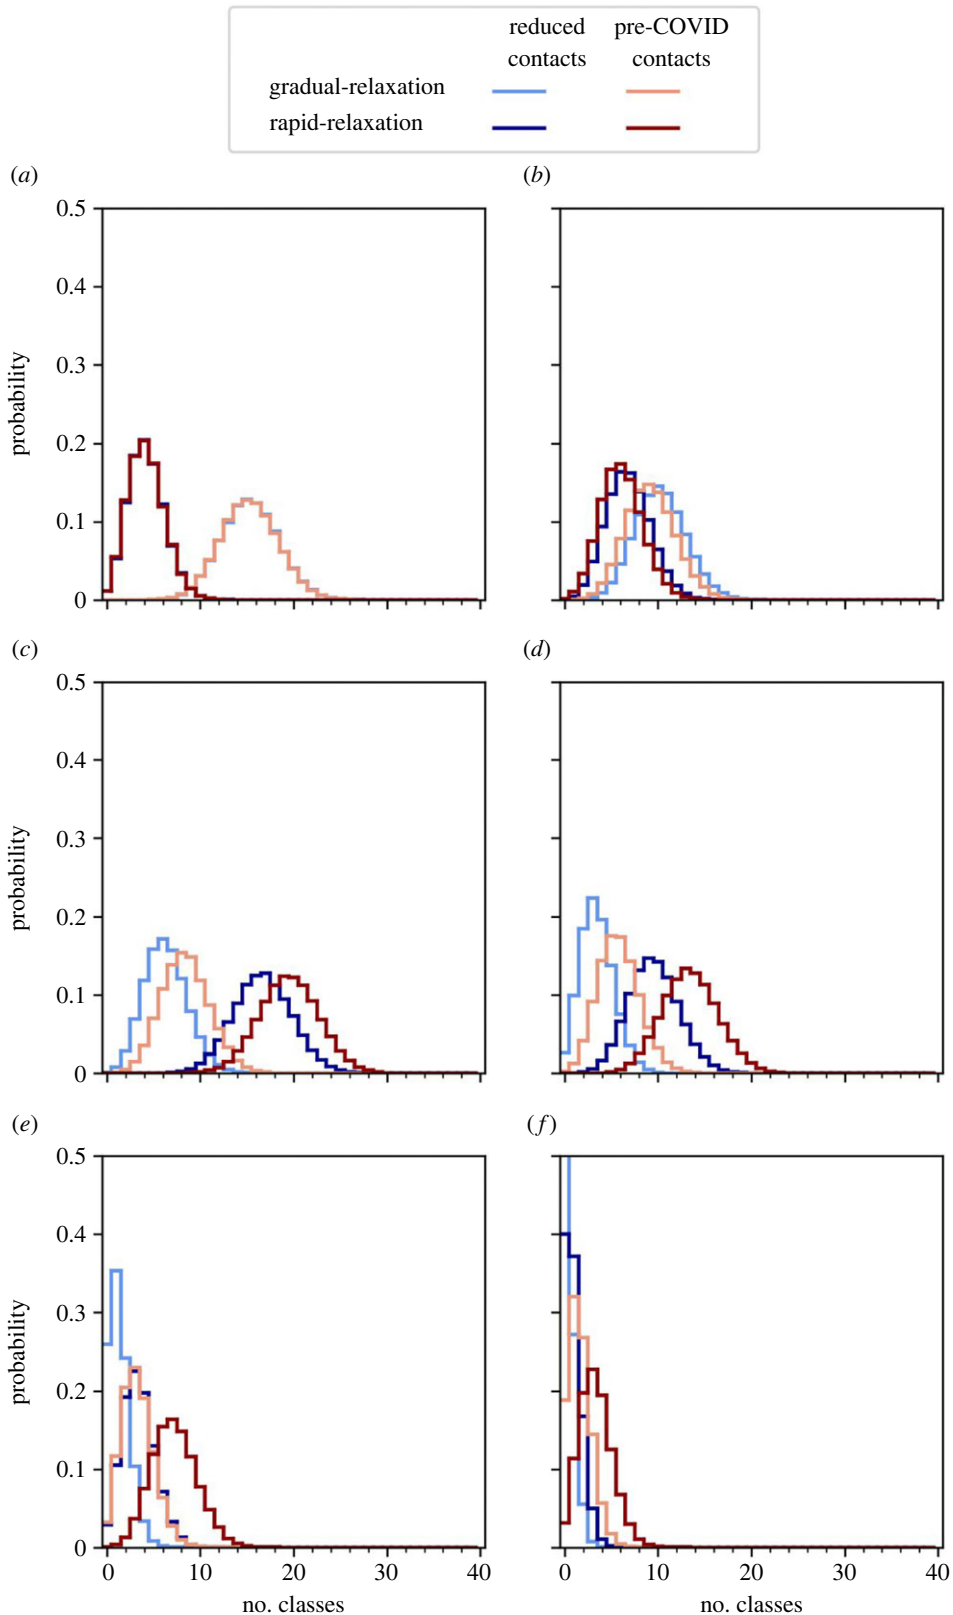 reduced pre-COVID
contacts contacts
gradual-relaxation
rapid-relaxation
(a) (b)
0.5
0.4
0.3
0.2
0.1
0
probability
(c) (d)
0.5
0.4
0.3
0.2
0.1
0
probability
(e) (f)
0.5
0.4
0.3
0.2
0.1
0
probability
0 10 20 30 40 0 10 20 30 40
no. classes no. classes